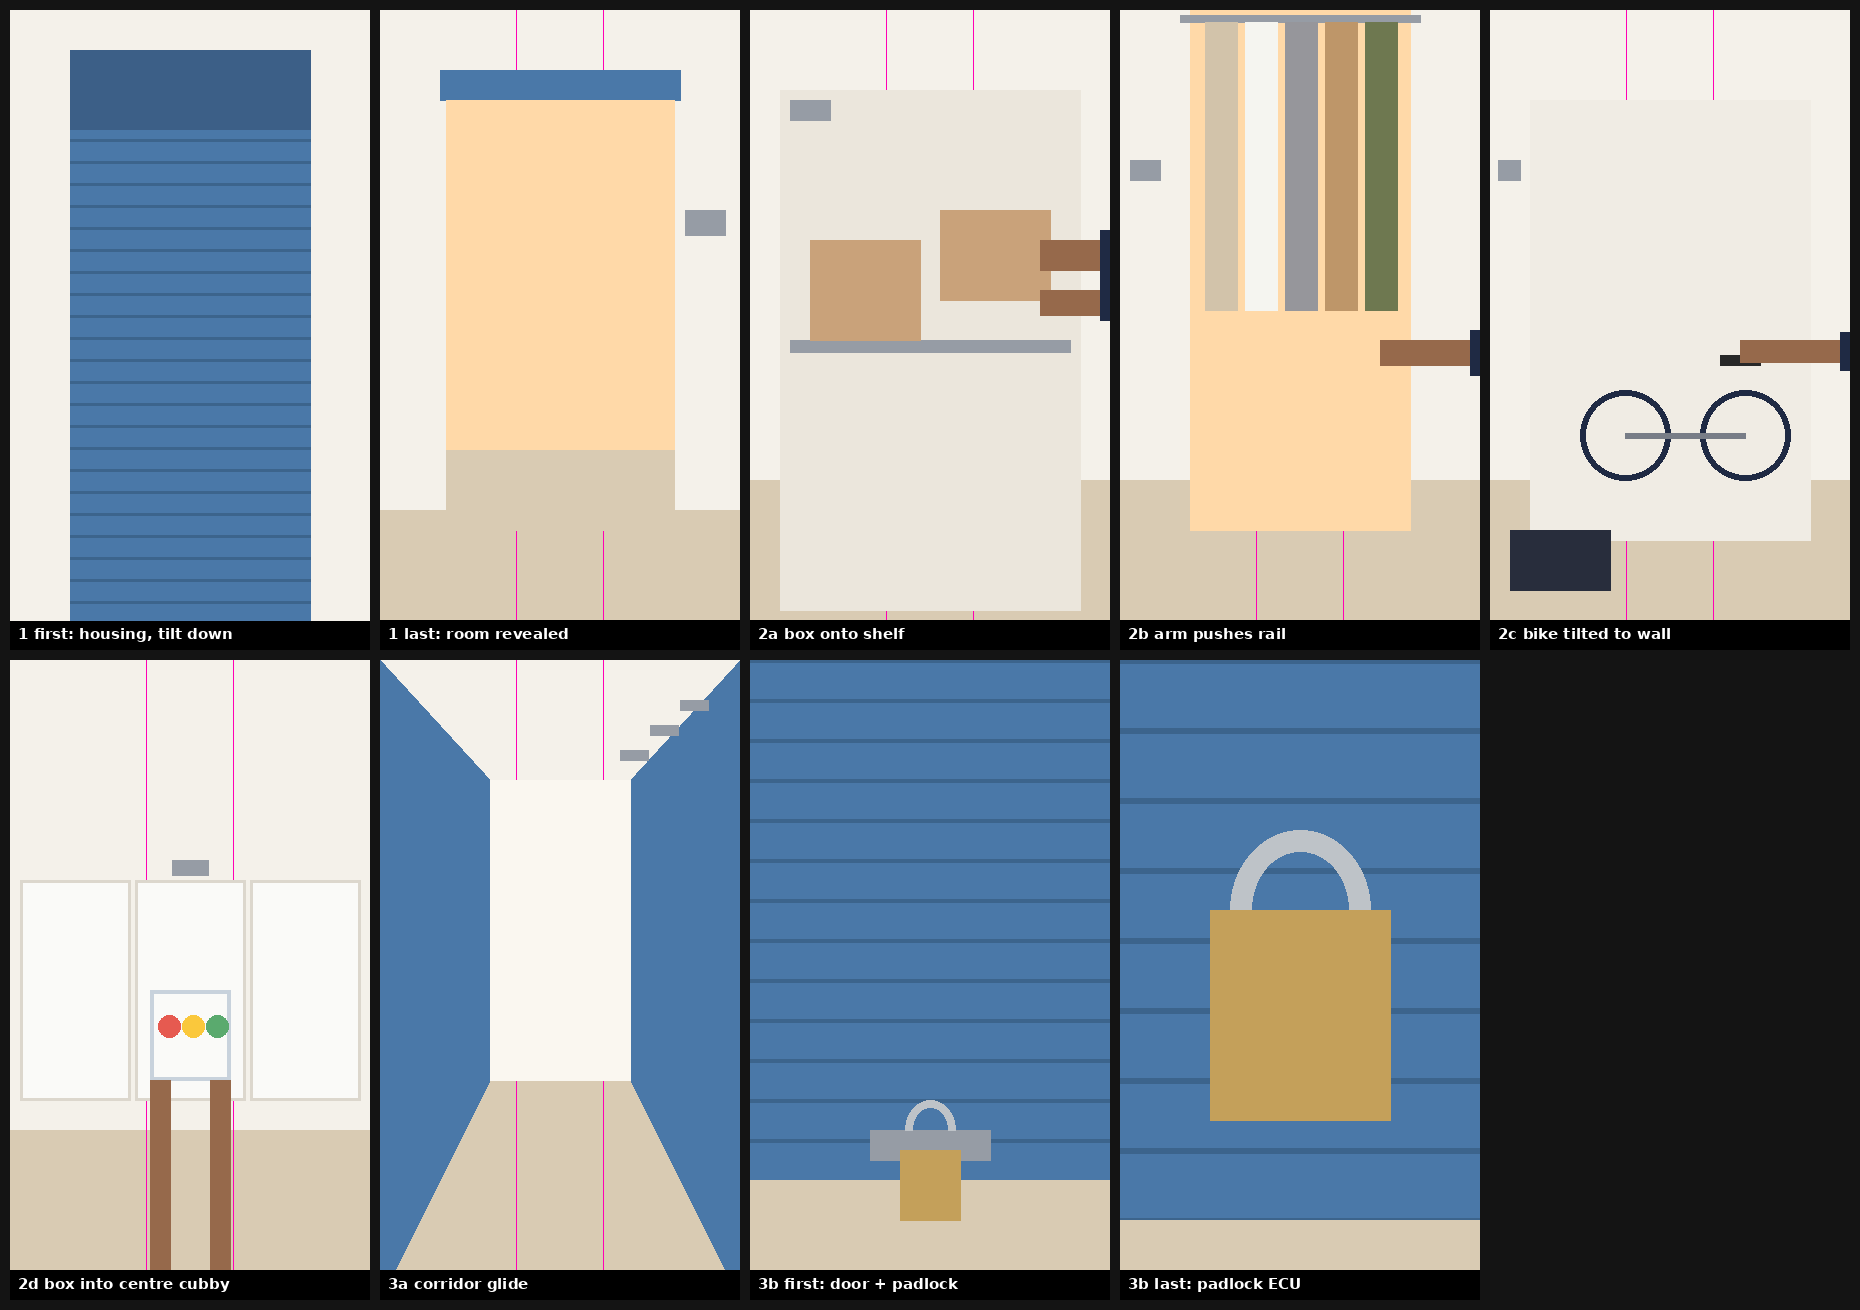 1 first: housing, tilt down
1 last: room revealed
2a box onto shelf
2b arm pushes rail
2c bike tilted to wall
2d box into centre cubby
3a corridor glide
3b first: door + padlock
3b last: padlock ECU